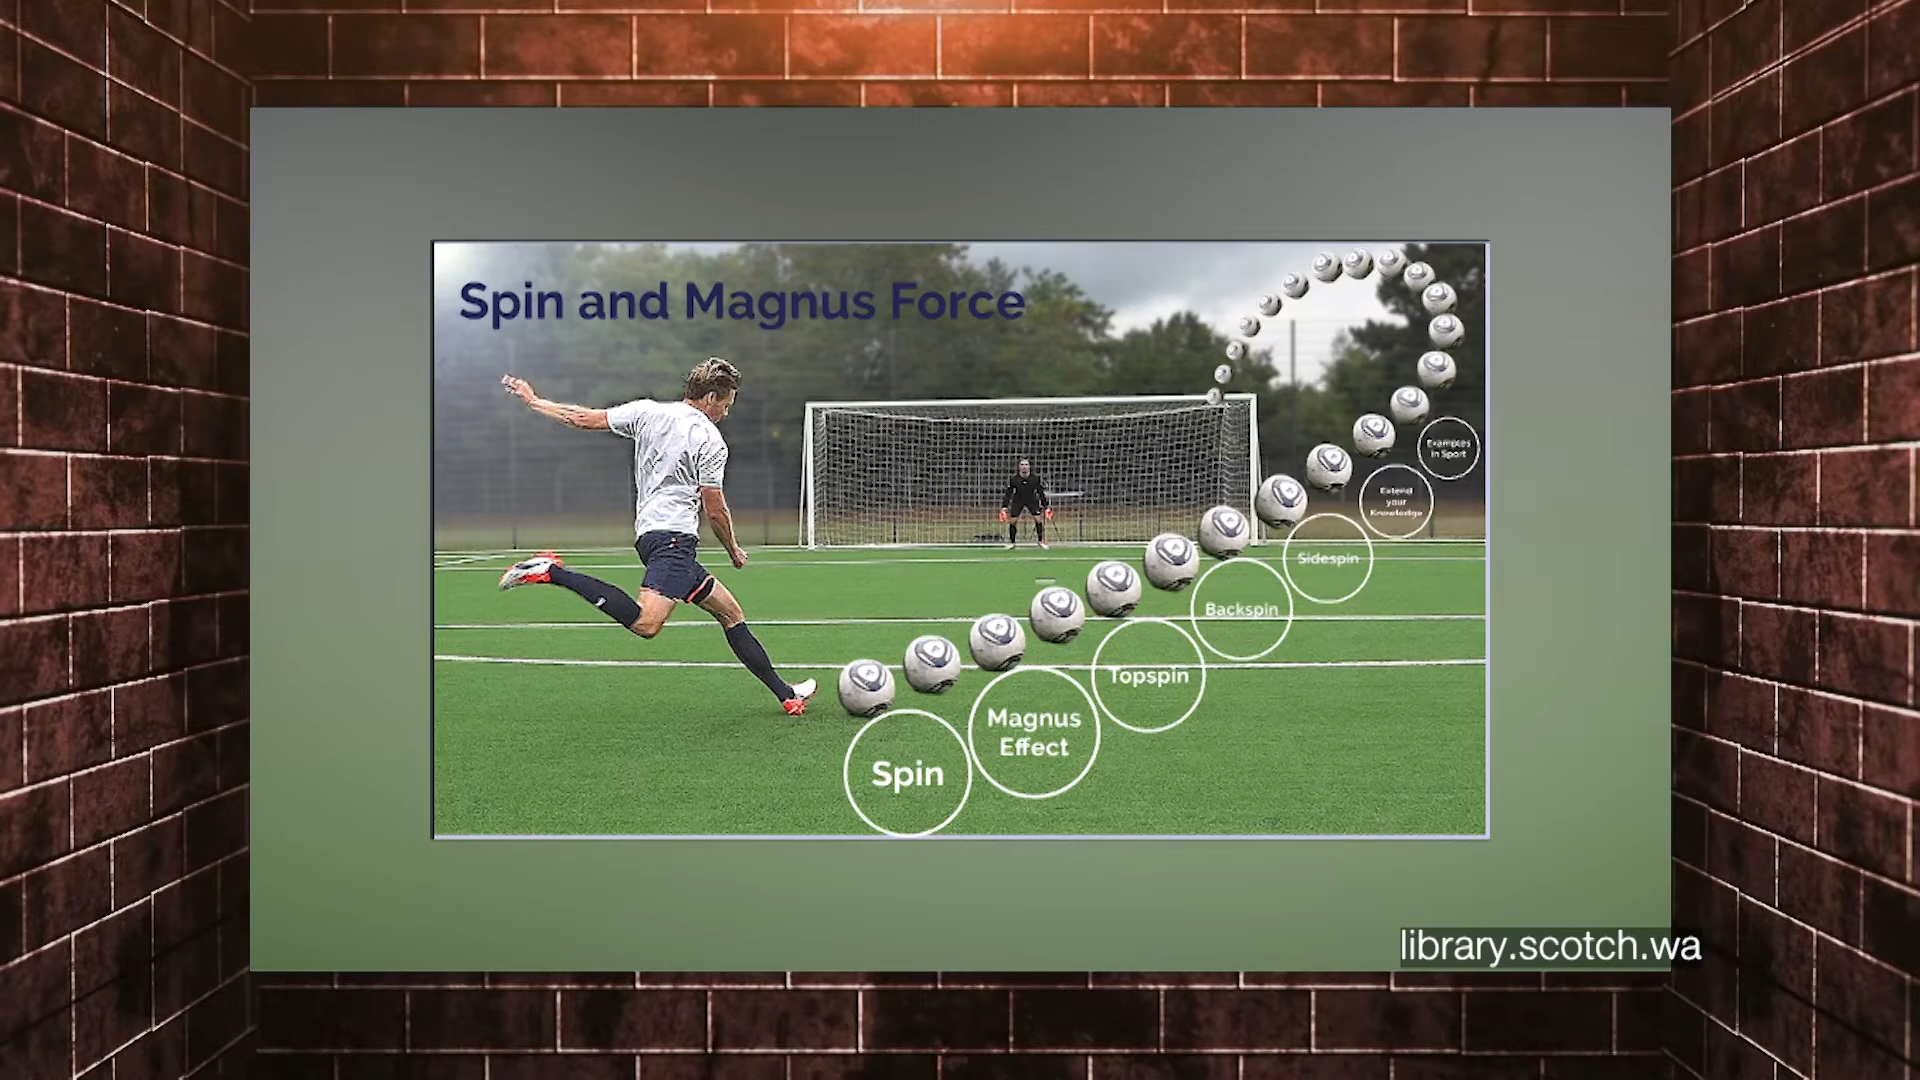 Spin and Magnus Force
Examples
in Sport
Extend
your
Knowledge
Sidespin
Backspin
Topspin
Magnus
Effect
Spin
library.scotch.wa